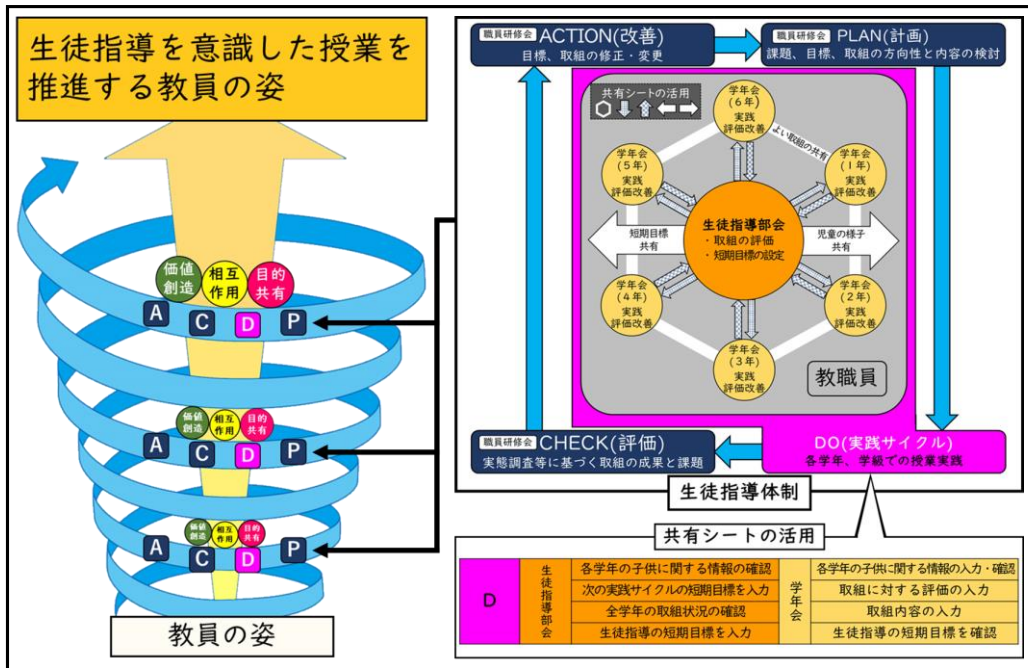 生徒指導を意識した授業を
推進する教員の姿
価値
創造
相互
作用
目的
共有
A
C
D
P
価値
創造
相互
作用
目的
共有
A
C
D
P
価値
創造
相互
作用
目的
共有
A
C
D
P
教員の姿
職員研修会 ACTION(改善)
目標、取組の修正・変更
職員研修会 PLAN(計画)
課題、目標、取組の方向性と内容の検討
共有シートの活用
学年会
(6年)
実践
評価改善
よい取組の共有
学年会
(5年)
実践
評価改善
学年会
(1年)
実践
評価改善
短期目標
共有
生徒指導部会
・取組の評価
・短期目標の設定
児童の様子
共有
学年会
(4年)
実践
評価改善
学年会
(2年)
実践
評価改善
学年会
(3年)
実践
評価改善
教職員
職員研修会 CHECK(評価)
実態調査等に基づく取組の成果と課題
DO(実践サイクル)
各学年、学級での授業実践
生徒指導体制
共有シートの活用
D
生徒指導部会
各学年の子供に関する情報の確認
次の実践サイクルの短期目標を入力
全学年の取組状況の確認
生徒指導の短期目標を入力
学年会
各学年の子供に関する情報の入力・確認
取組に対する評価の入力
取組内容の入力
生徒指導の短期目標を確認